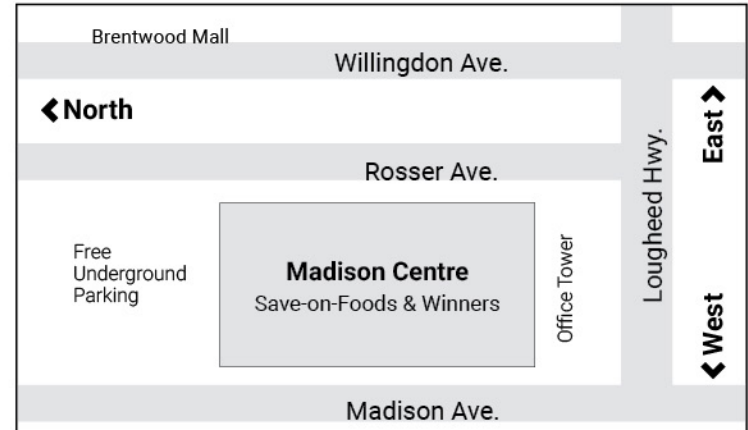 Brentwood Mall
Willingdon Ave.
North
East
Rosser Ave.
Lougheed Hwy.
Free
Underground
Parking
Madison Centre
Save-on-Foods & Winners
Office Tower
West
Madison Ave.